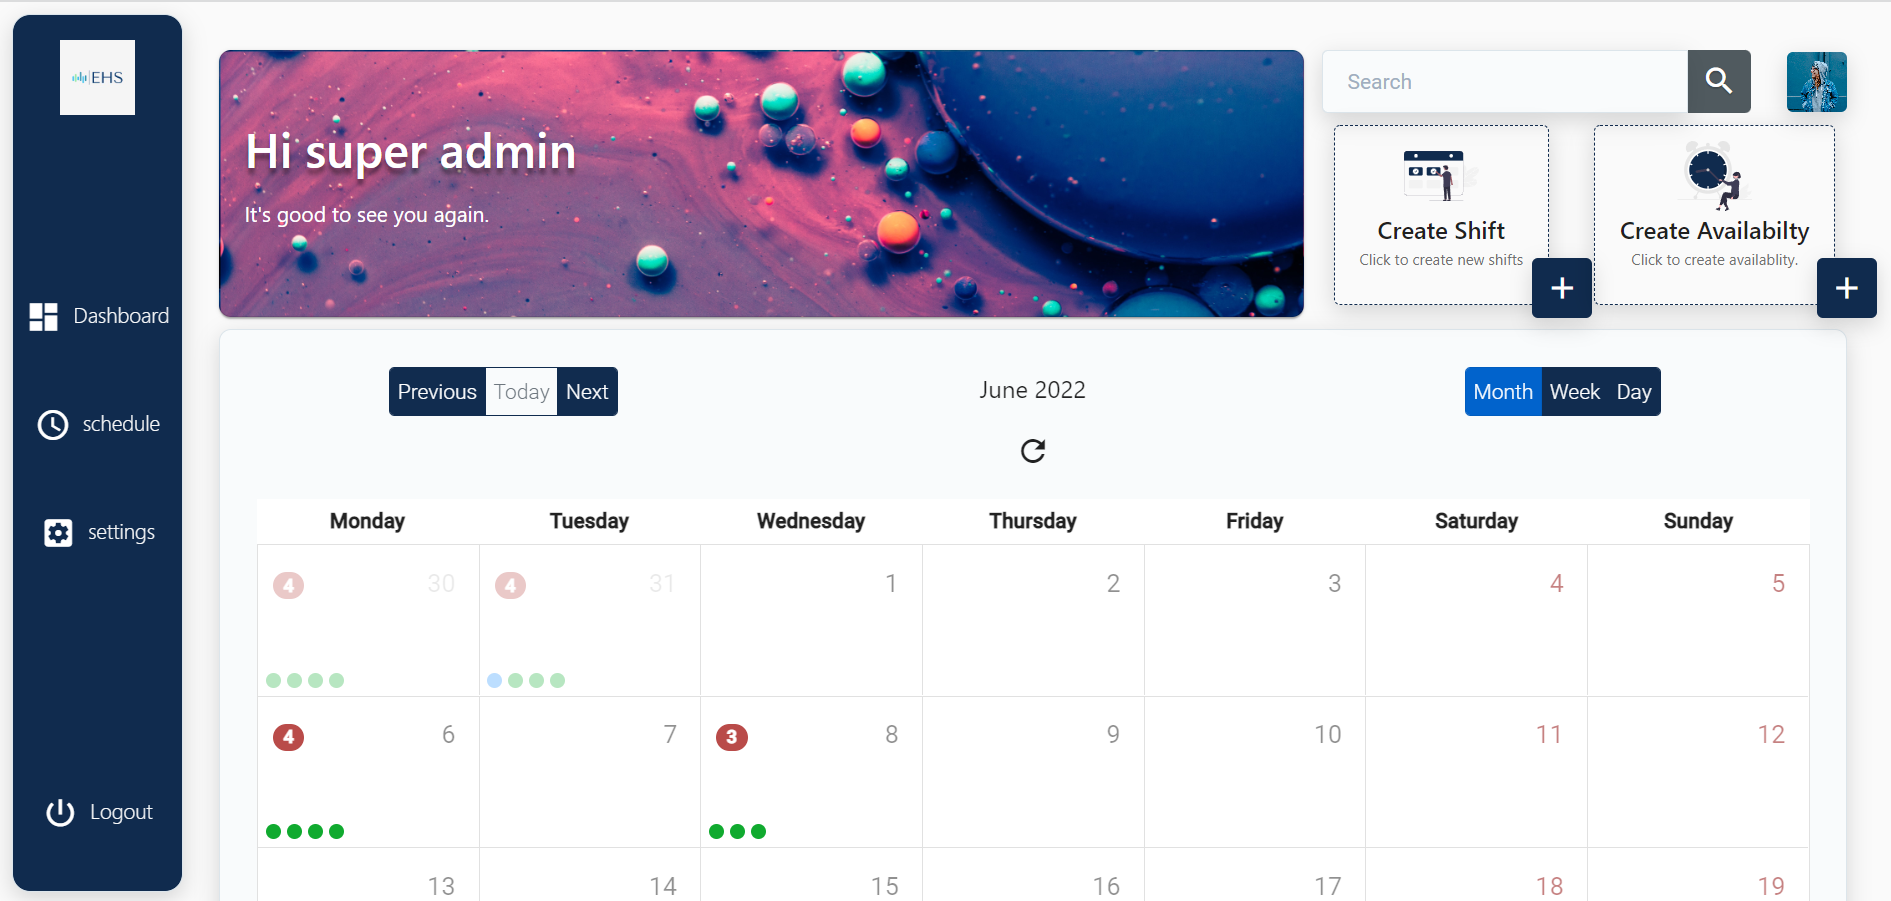 EHS
Dashboard
schedule
settings
Logout
Hi super admin
It's good to see you again.
Search
Create Shift
Click to create new shifts
Create Availabilty
Click to create availablity.
Previous Today Next
June 2022
Month Week Day
Monday Tuesday Wednesday Thursday Friday Saturday Sunday
4 30 4 31 1 2 3 4 5
4 6 7 3 8 9 10 11 12
13 14 15 16 17 18 19